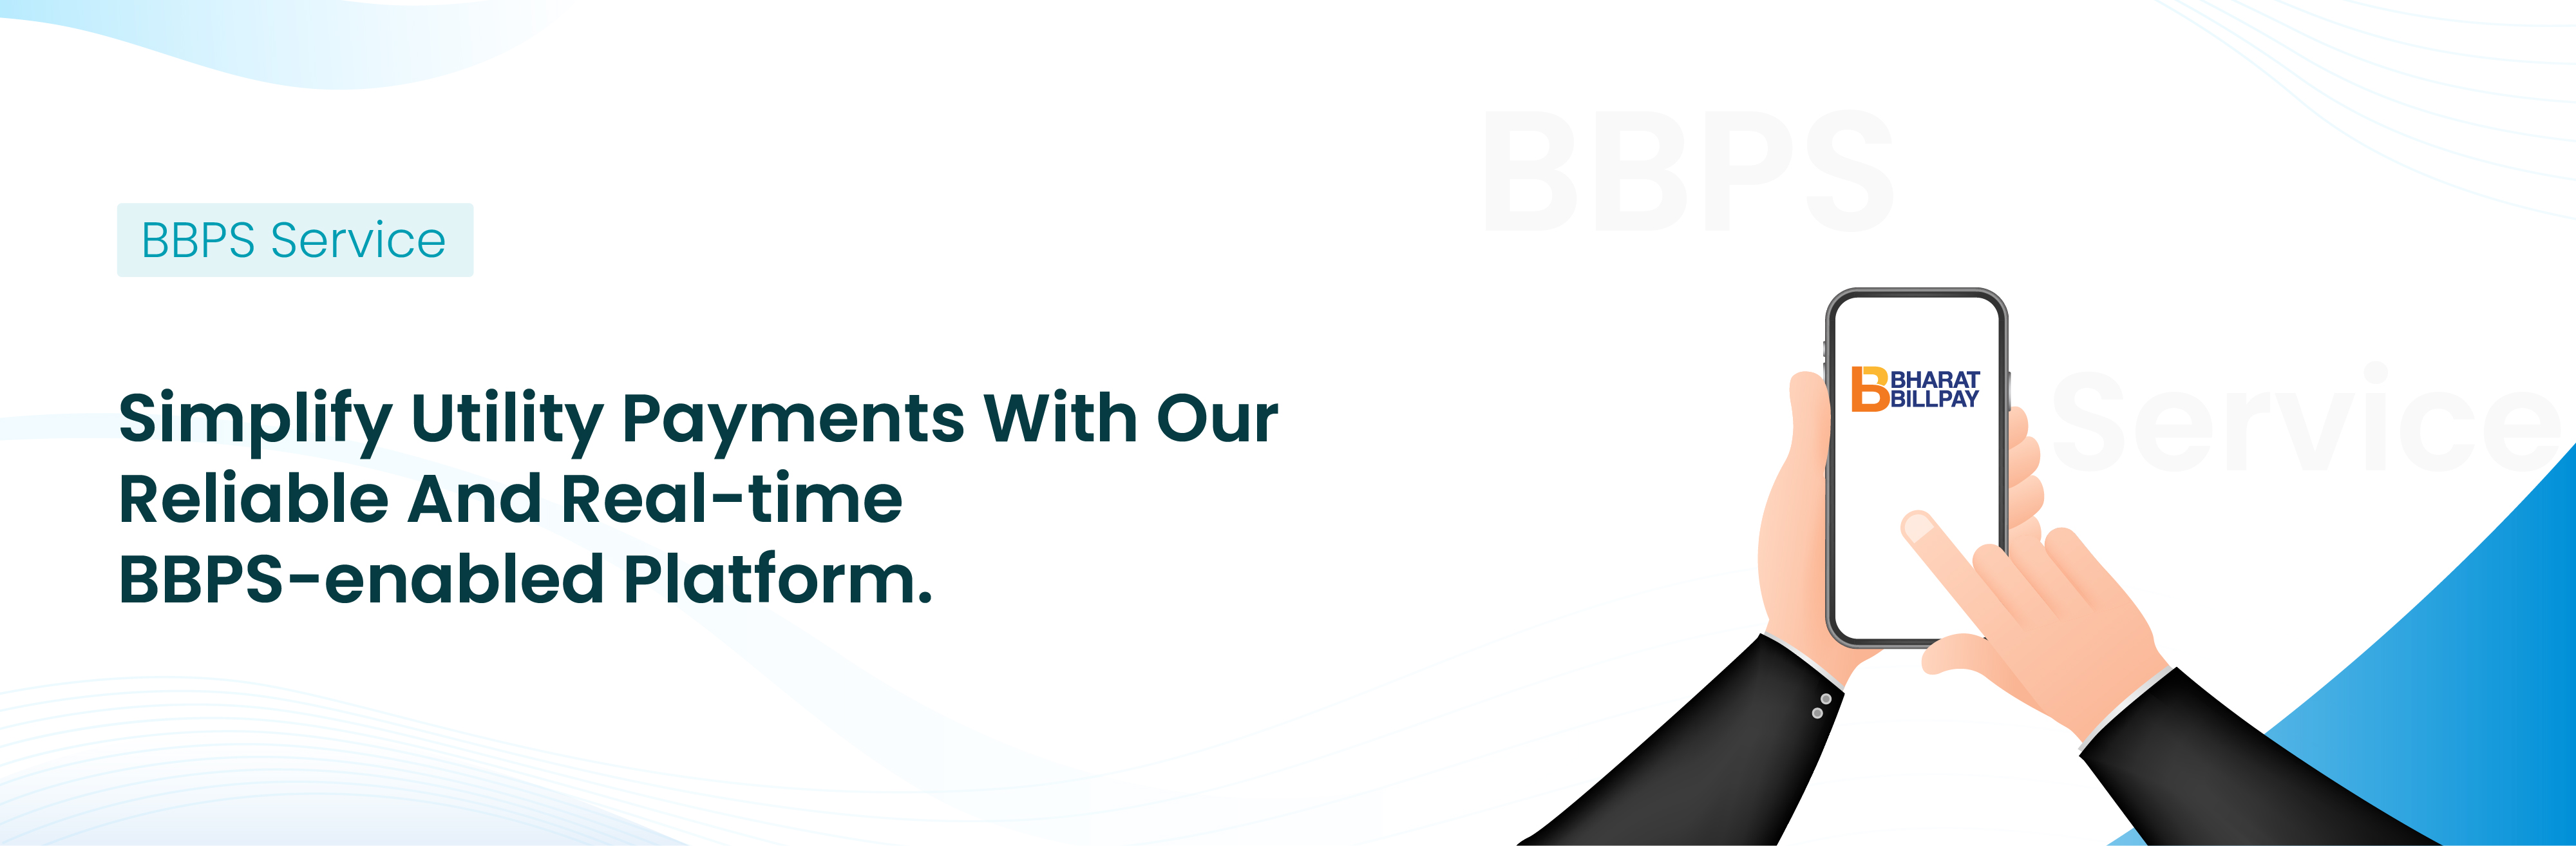 BBPS
BBPS Service
Simplify Utility Payments With Our
Reliable And Real-time
BBPS-enabled Platform.
BHARAT
BILLPAY
Service